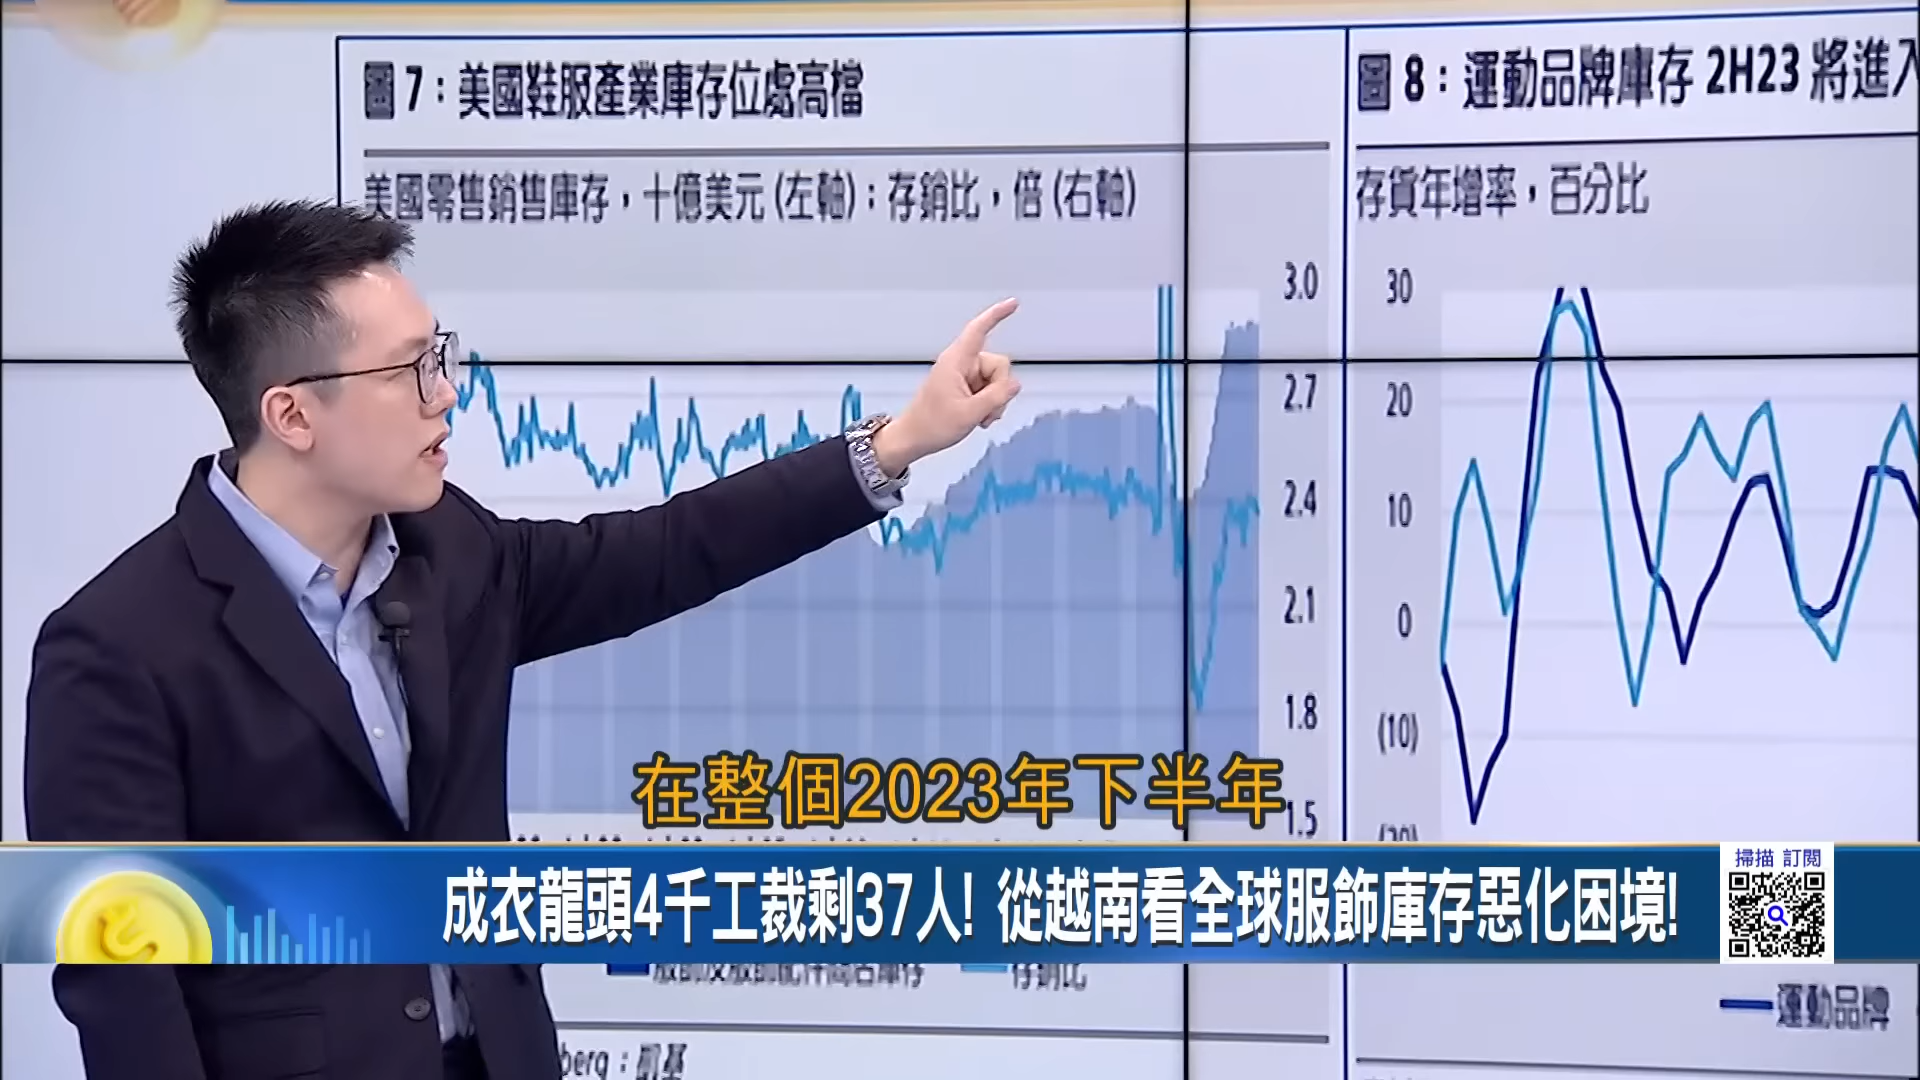 圖 7：美國鞋服產業庫存位處高檔
美國零售銷售庫存，十億美元 (左軸)；存銷比，倍 (右軸)
3.0
2.7
2.4
2.1
1.8
1.5
圖 8：運動品牌庫存 2H23 將進入
存貨年增率，百分比
30
20
10
0
(10)
(20)
在整個2023年下半年
成衣龍頭4千工裁剩37人! 從越南看全球服飾庫存惡化困境!
掃描 訂閱
存銷比
運動品牌
berg；凱基